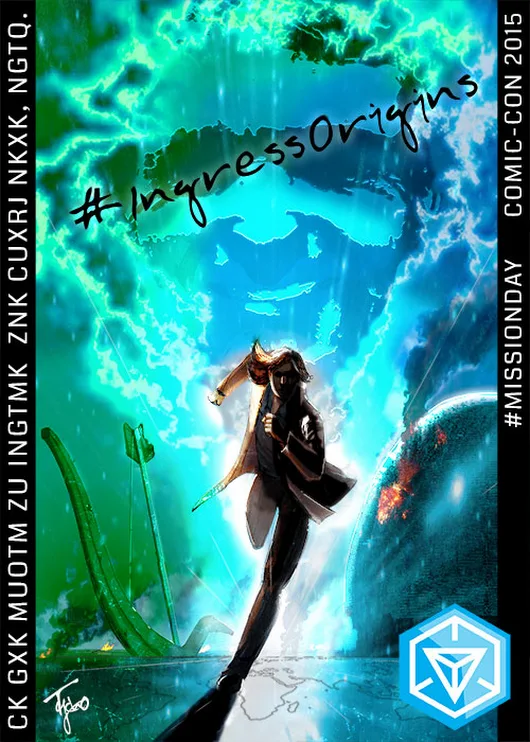 CK GXK MUOTM ZU INGTMK ZNK CUXRJ NKXK, NGTQ.
#IngressOrigins
#MISSIONDAY COMIC-CON 2015